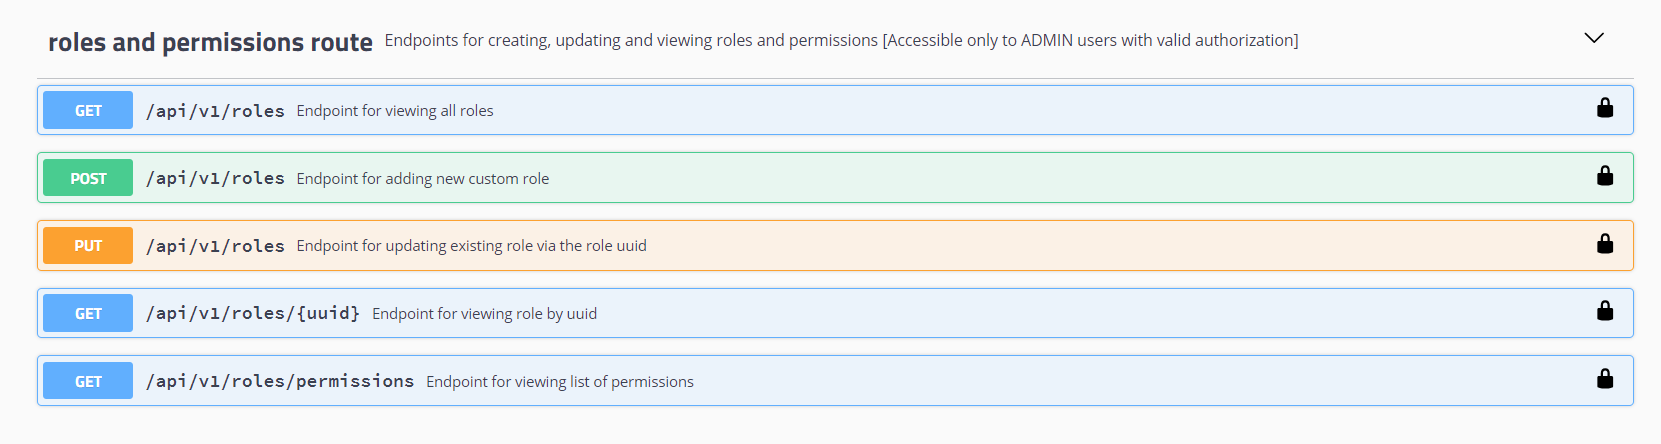 roles and permissions route Endpoints for creating, updating and viewing roles and permissions [Accessible only to ADMIN users with valid authorization]
GET /api/v1/roles Endpoint for viewing all roles
POST /api/v1/roles Endpoint for adding new custom role
PUT /api/v1/roles Endpoint for updating existing role via the role uuid
GET /api/v1/roles/{uuid} Endpoint for viewing role by uuid
GET /api/v1/roles/permissions Endpoint for viewing list of permissions